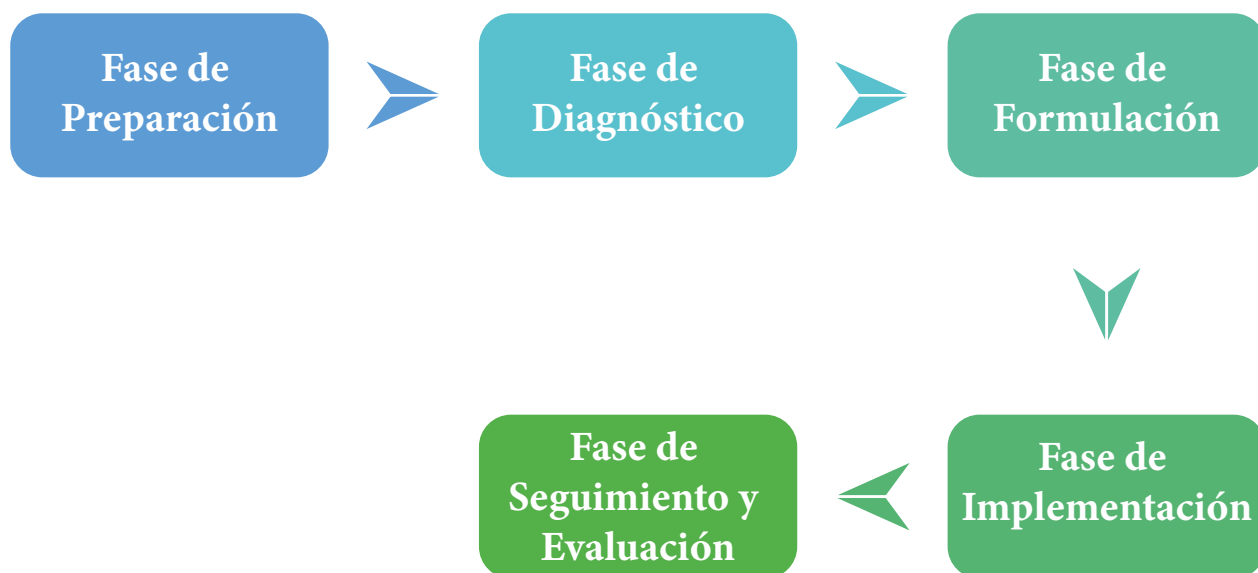 Fase de
Preparación
Fase de
Diagnóstico
Fase de
Formulación
Fase de
Implementación
Fase de
Seguimiento y
Evaluación